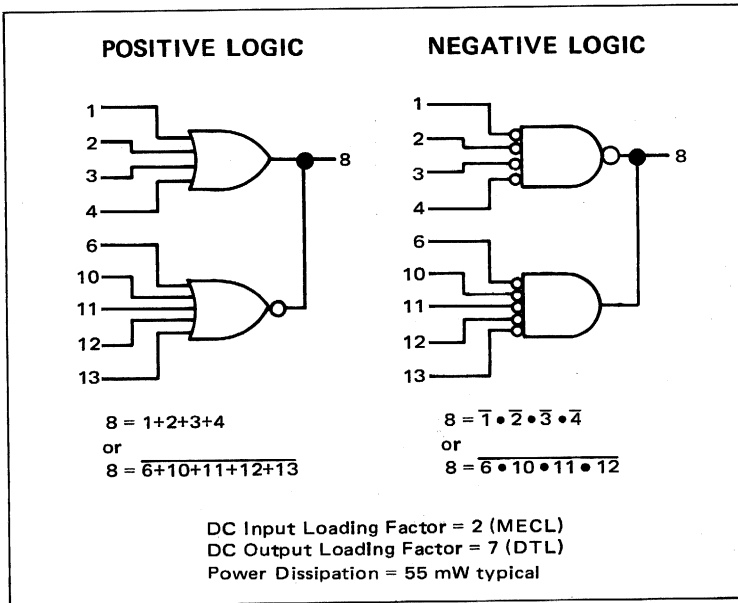 POSITIVE LOGIC
1
2
3
4
6
10
11
12
13
8
8 = 1+2+3+4
or
8 = 6+10+11+12+13
NEGATIVE LOGIC
1
2
3
4
6
10
11
12
13
8
8 = 1̅ • 2̅ • 3̅ • 4̅
or
8 = 6 • 10 • 11 • 12
DC Input Loading Factor = 2 (MECL)
DC Output Loading Factor = 7 (DTL)
Power Dissipation = 55 mW typical